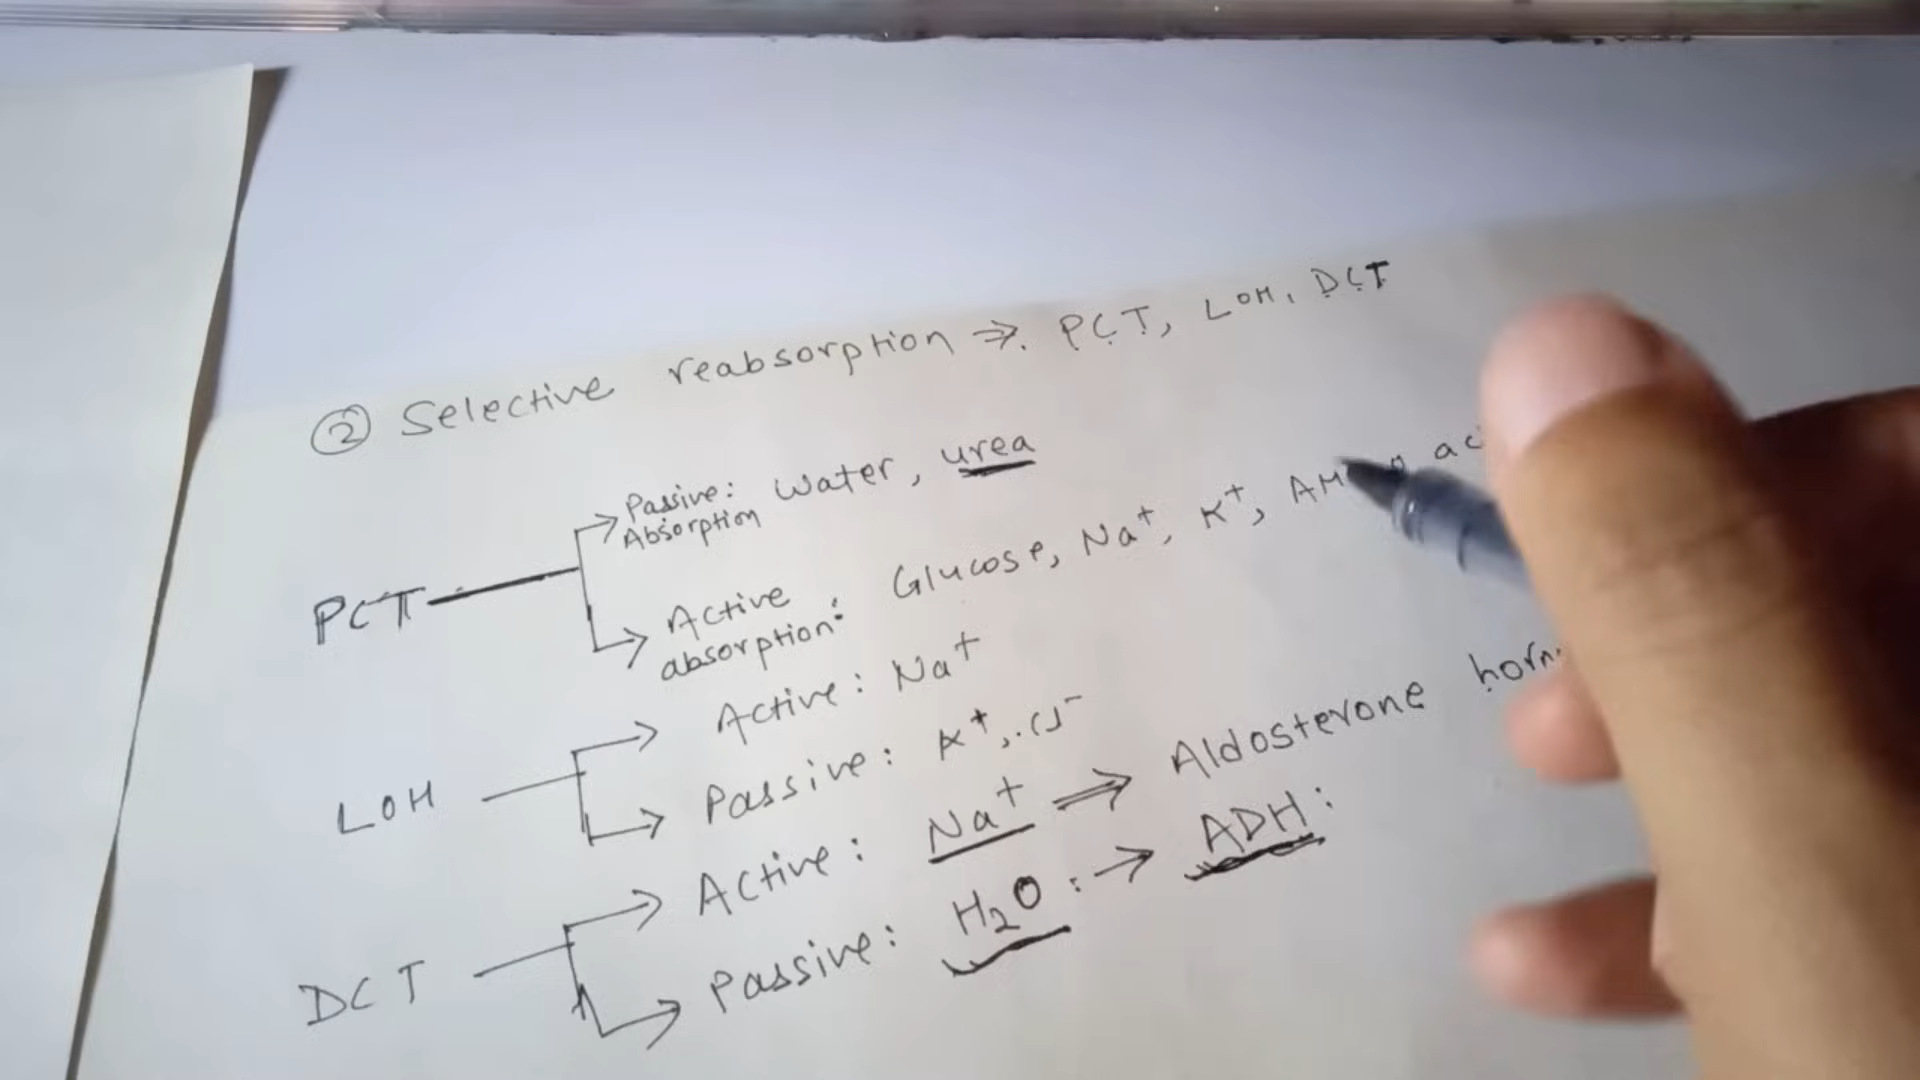 ② Selective reabsorption ⇒ PCT, LOH, DCT
PCT
Passive: Water, urea
Absorption
Active
absorption: Glucose, Na⁺, K⁺,
LOH
Active: Na⁺
Passive: K⁺, Cl⁻
DCT
Active: Na⁺ ⇒ Aldosterone
Passive: H₂O: → ADH: